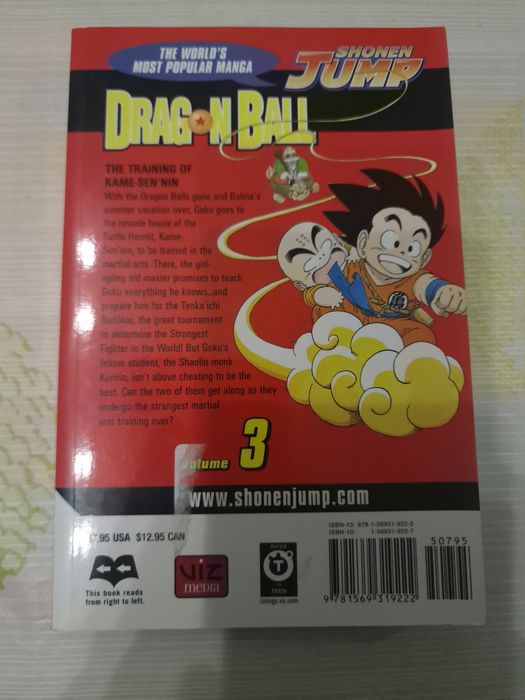 THE WORLD'S
MOST POPULAR MANGA
SHONEN
JUMP
DRAGON BALL
THE TRAINING OF
KAME-SEN'NIN
With the Dragon Balls gone and Bulma's
summer vacation over, Goku goes to
the remote house of the
Turtle Hermit, Kame-
Sen'nin, to be trained in the
martial arts. There, the girl-
ogling old master promises to teach
Goku everything he knows...and
prepare him for the Tenka'ichi
Budôkai, the great tournament
to determine the Strongest
Fighter in the World! But Goku's
fellow student, the Shaolin monk
Kuririn, isn't above cheating to be the
best. Can the two of them get along as they
undergo the strangest martial
arts training ever?
volume 3
www.shonenjump.com
.95 USA $12.95 CAN
ISBN-13 978-1-56931-922-2
ISBN-10 1-56931-922-7
50795
This book reads
from right to left.
VIZ
MEDIA
RATED
T
TEEN
ratings.viz.com
9 781569 319222
亀